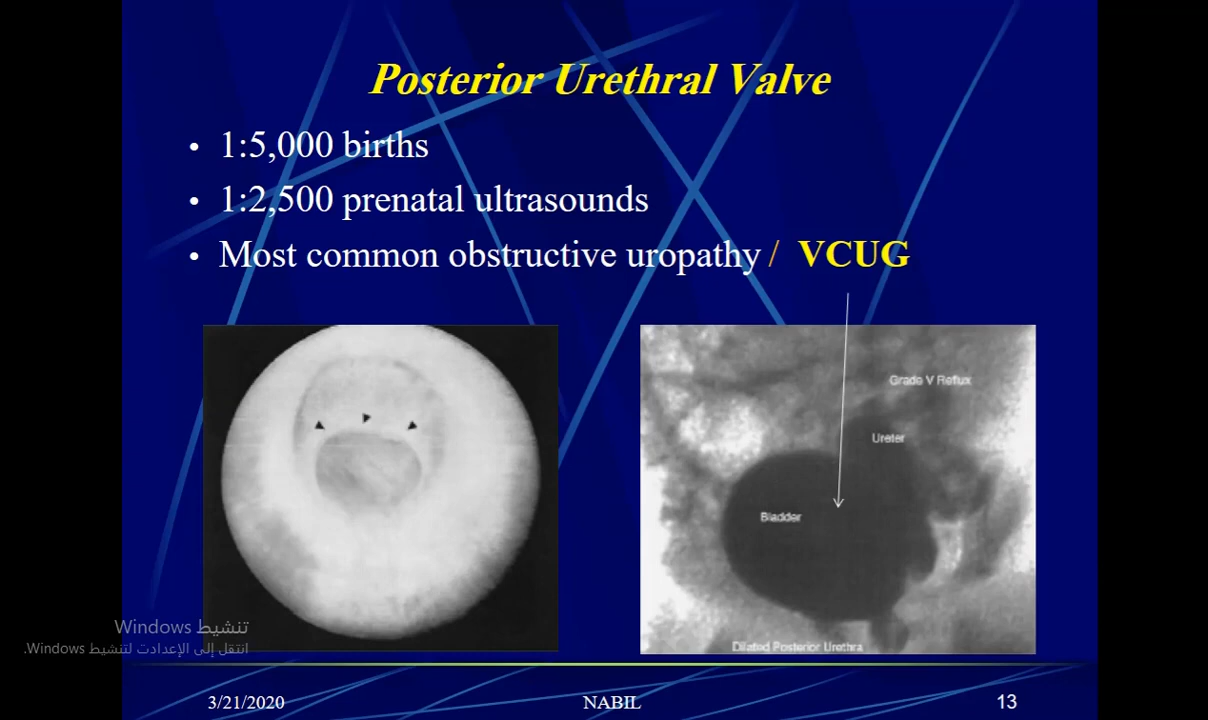 Posterior Urethral Valve
• 1:5,000 births
• 1:2,500 prenatal ultrasounds
• Most common obstructive uropathy / VCUG
Grade V Reflux
Ureter
Bladder
Dilated Posterior Urethra
تنشيط Windows
انتقل إلى الإعدادت لتنشيط Windows.
3/21/2020 NABIL 13